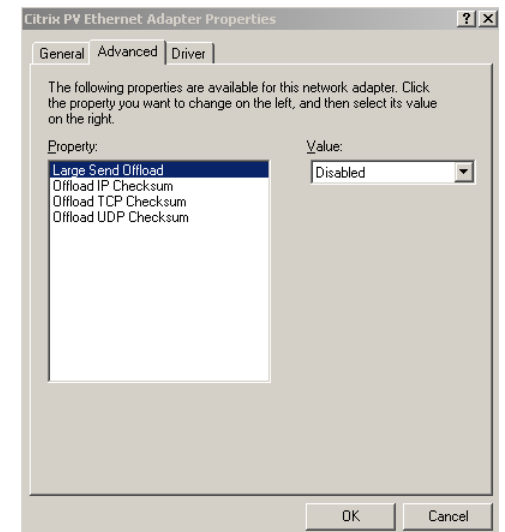 Citrix PV Ethernet Adapter Properties
General Advanced Driver
The following properties are available for this network adapter. Click
the property you want to change on the left, and then select its value
on the right.
Property: Value:
Large Send Offload Disabled
Offload IP Checksum
Offload TCP Checksum
Offload UDP Checksum
OK Cancel